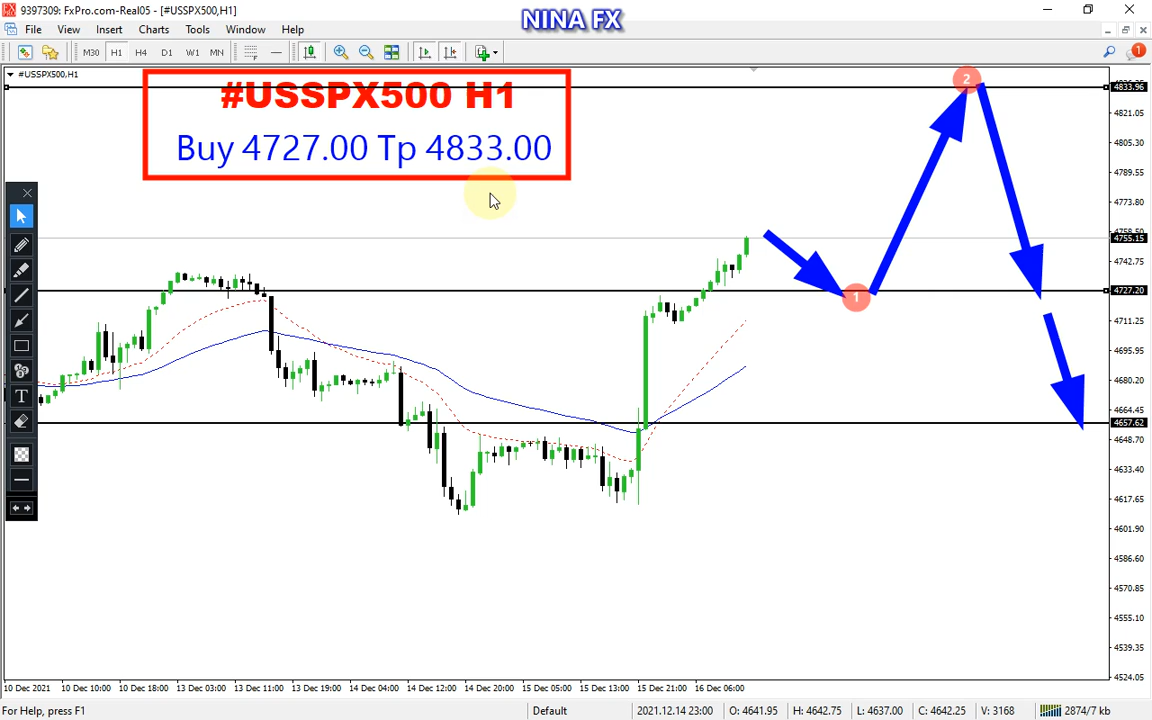 9397309: FxPro.com-Real05 - [#USSPX500,H1]
NINA FX
File View Insert Charts Tools Window Help
M30 H1 H4 D1 W1 MN
1
#USSPX500,H1
#USSPX500 H1
Buy 4727.00 Tp 4833.00
2
4833.96
4821.05
4805.30
4789.55
4773.80
4755.15
4742.75
1
4727.20
4711.25
4695.95
4680.20
4664.45
4657.62
4648.70
4633.40
4617.65
4601.90
4586.60
4570.85
4555.10
4539.35
4524.05
T
10 Dec 2021 10 Dec 10:00 10 Dec 18:00 13 Dec 03:00 13 Dec 11:00 13 Dec 19:00 14 Dec 04:00 14 Dec 12:00 14 Dec 20:00 15 Dec 05:00 15 Dec 13:00 15 Dec 21:00 16 Dec 06:00
For Help, press F1 Default 2021.12.14 23:00 O: 4641.95 H: 4642.75 L: 4637.00 C: 4642.25 V: 3168 2874/7 kb